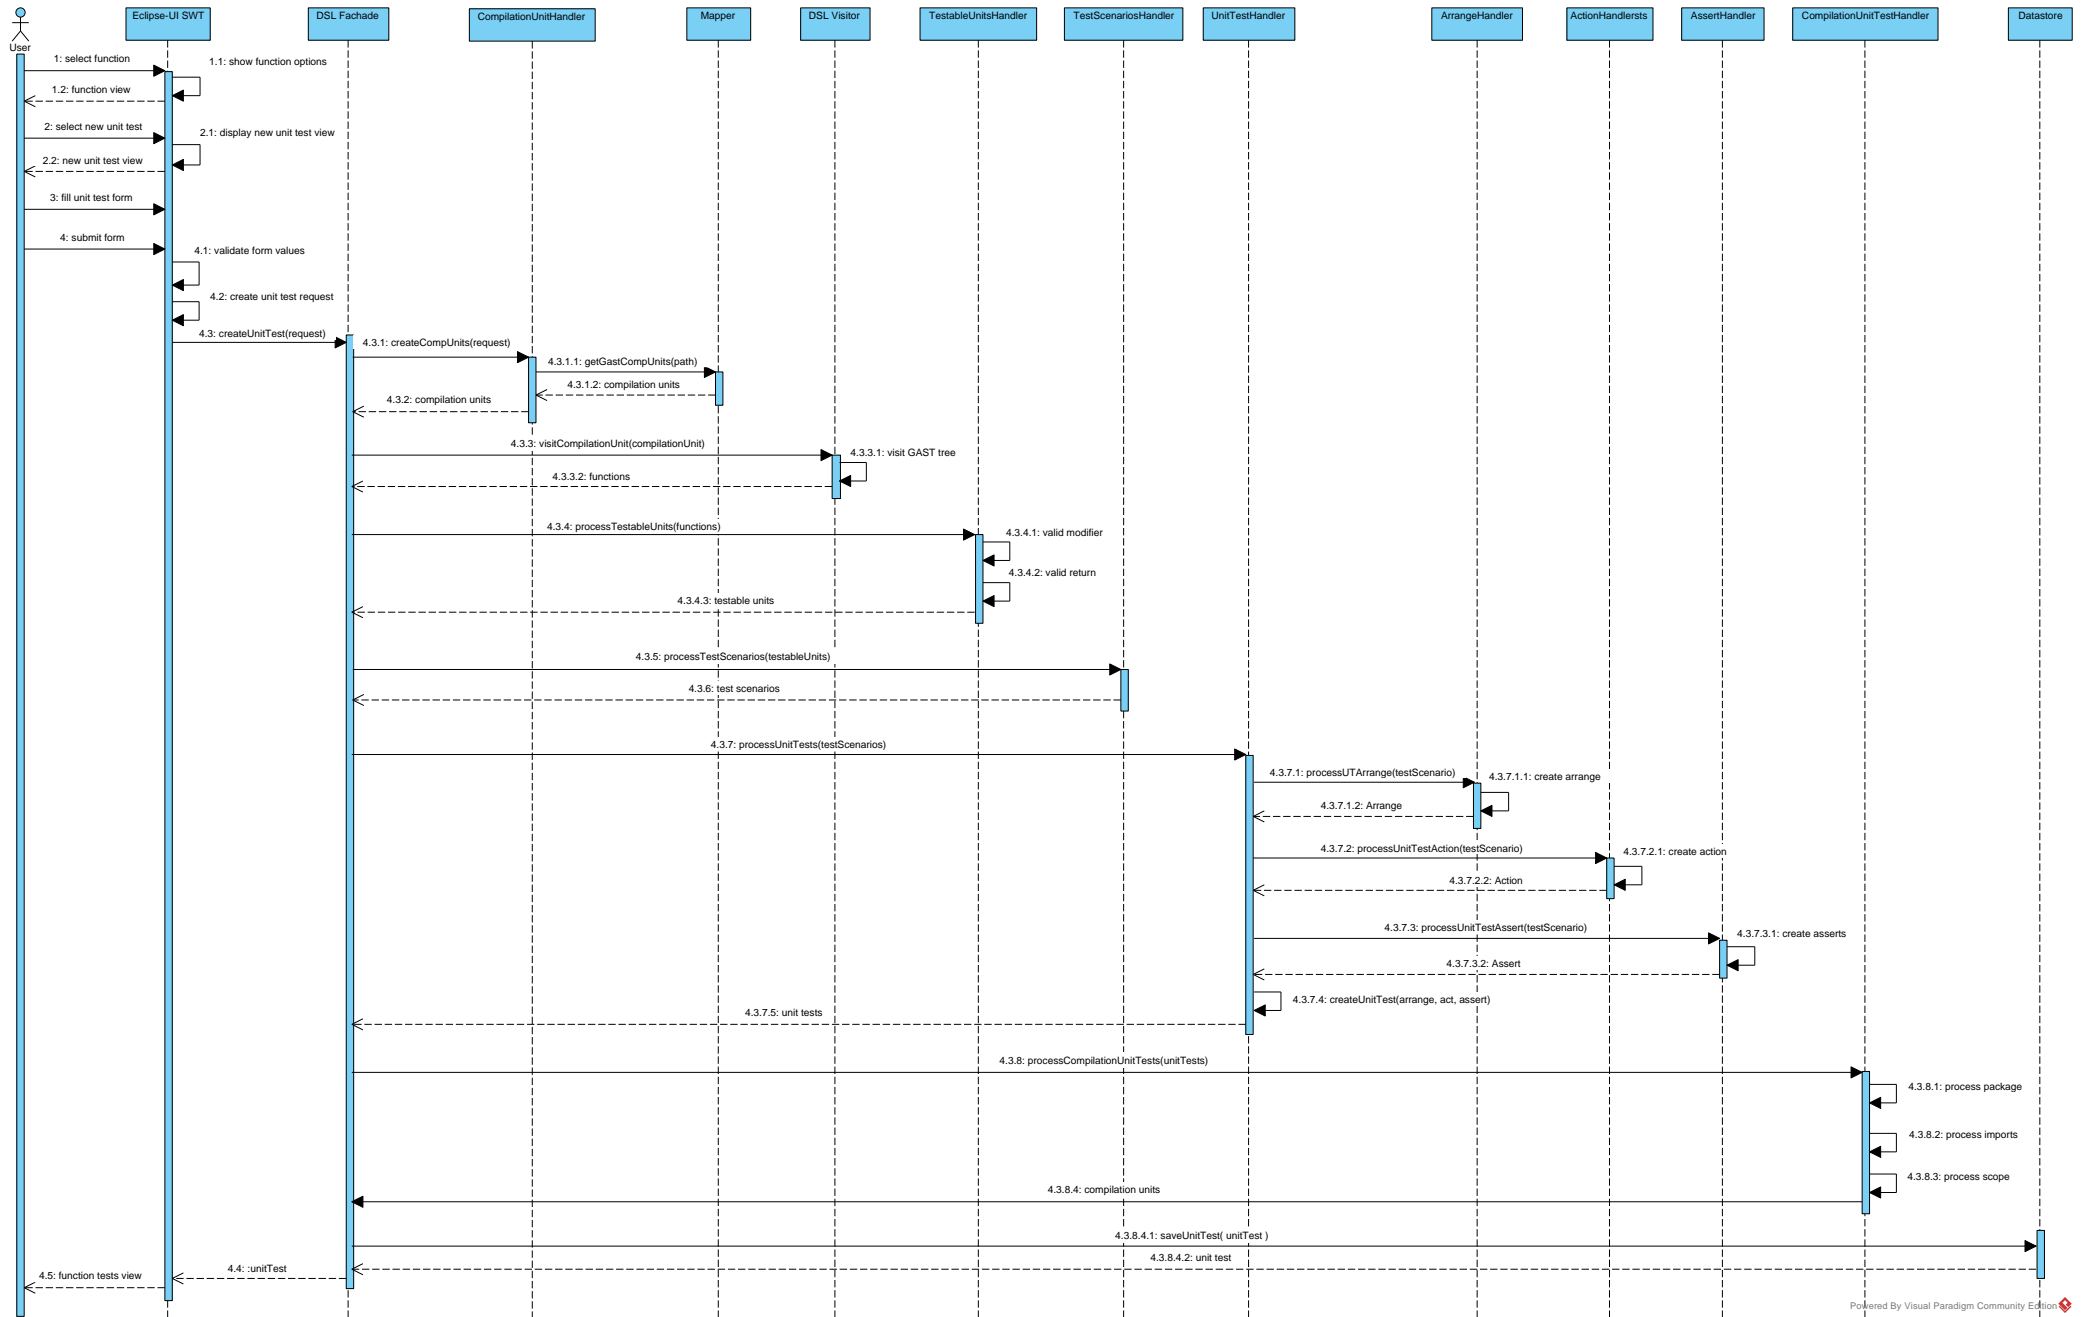 Eclipse-UI SWT
DSL Fachade
CompilationUnitHandler
Mapper
DSL Visitor
TestableUnitsHandler
TestScenariosHandler
UnitTestHandler
ArrangeHandler
ActionHandlersts
AssertHandler
CompilationUnitTestHandler
Datastore
User
1: select function
1.1: show function options
1.2: function view
2: select new unit test
2.1: display new unit test view
2.2: new unit test view
3: fill unit test form
4: submit form
4.1: validate form values
4.2: create unit test request
4.3: createUnitTest(request)
4.3.1: createCompUnits(request)
4.3.1.1: getGastCompUnits(path)
4.3.1.2: compilation units
4.3.2: compilation units
4.3.3: visitCompilationUnit(compilationUnit)
4.3.3.1: visit GAST tree
4.3.3.2: functions
4.3.4: processTestableUnits(functions)
4.3.4.1: valid modifier
4.3.4.2: valid return
4.3.4.3: testable units
4.3.5: processTestScenarios(testableUnits)
4.3.6: test scenarios
4.3.7: processUnitTests(testScenarios)
4.3.7.1: processUTArrange(testScenario)
4.3.7.1.1: create arrange
4.3.7.1.2: Arrange
4.3.7.2: processUnitTestAction(testScenario)
4.3.7.2.1: create action
4.3.7.2.2: Action
4.3.7.3: processUnitTestAssert(testScenario)
4.3.7.3.1: create asserts
4.3.7.3.2: Assert
4.3.7.4: createUnitTest(arrange, act, assert)
4.3.7.5: unit tests
4.3.8: processCompilationUnitTests(unitTests)
4.3.8.1: process package
4.3.8.2: process imports
4.3.8.3: process scope
4.3.8.4: compilation units
4.3.8.4.1: saveUnitTest( unitTest )
4.3.8.4.2: unit test
4.4: :unitTest
4.5: function tests view
Powered By Visual Paradigm Community Edition